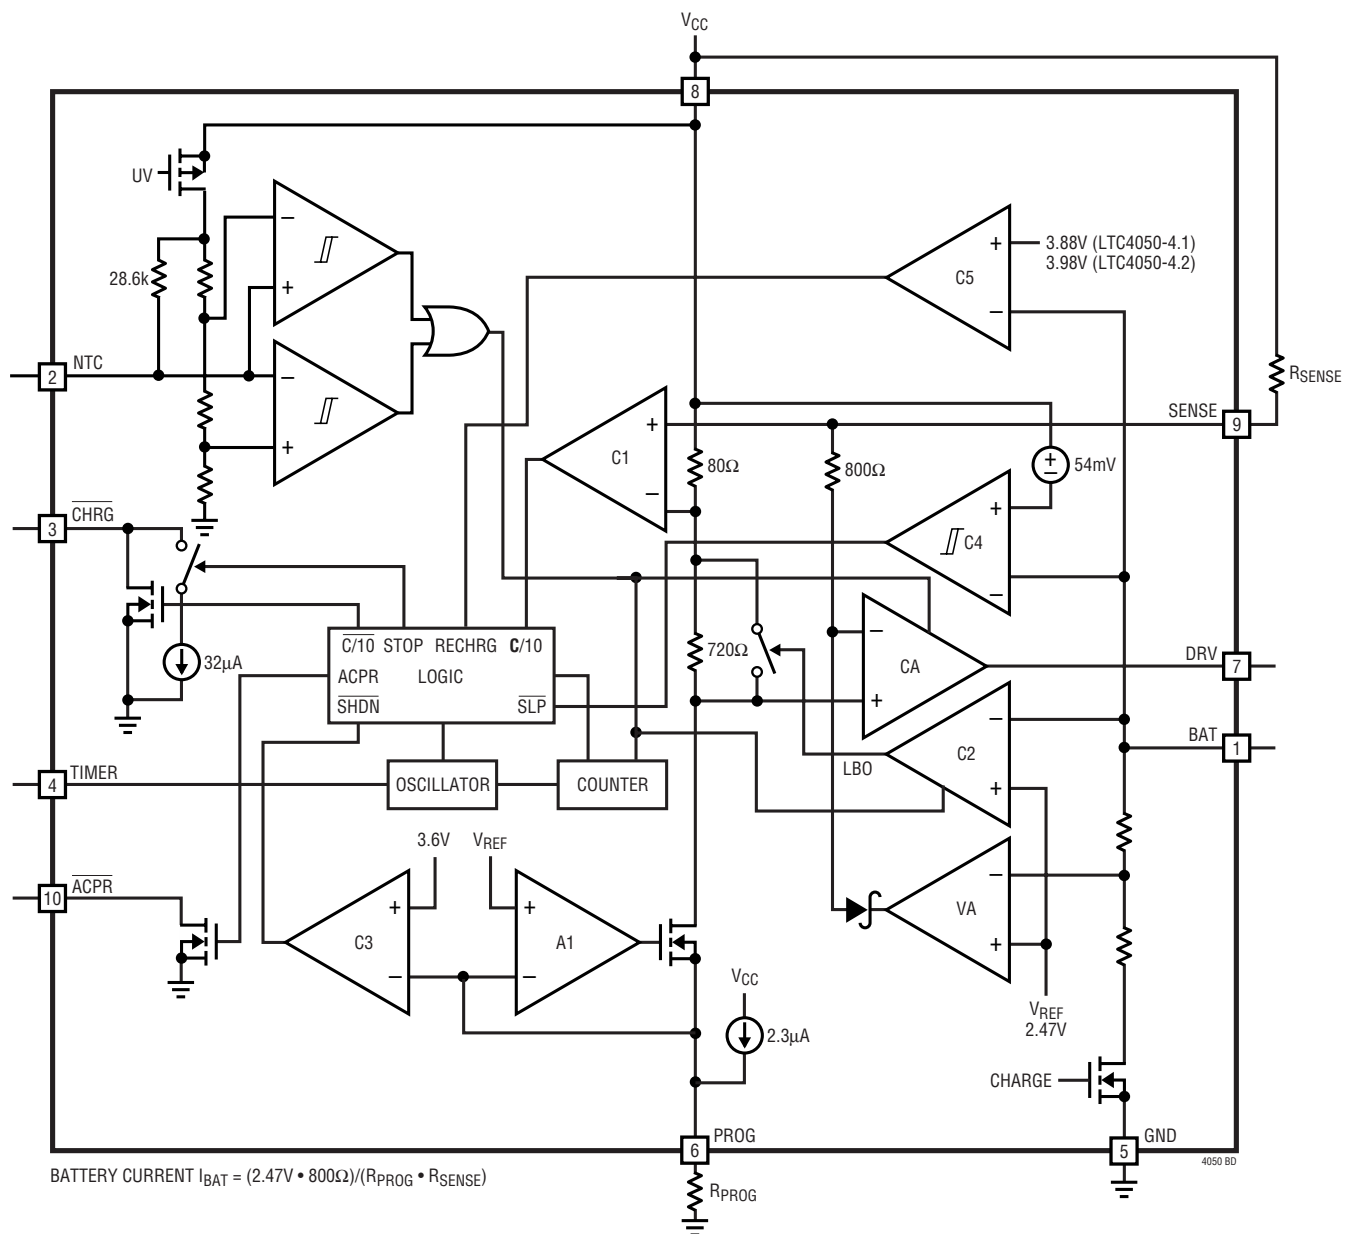 VCC
8
UV
28.6k
−
+
−
+
C5
+
−
3.88V (LTC4050-4.1)
3.98V (LTC4050-4.2)
2
NTC
RSENSE
SENSE
9
C1
+
−
80Ω
800Ω
+
−
54mV
C4
+
−
3
CHRG
32µA
C/10 STOP RECHRG C/10
ACPR LOGIC
SHDN SLP
720Ω
CA
−
+
DRV
7
C2
−
+
BAT
1
LBO
4
TIMER
OSCILLATOR
COUNTER
3.6V
VREF
10
ACPR
C3
+
−
A1
+
−
VA
−
+
VCC
2.3µA
VREF
2.47V
CHARGE
6
PROG
5
GND
4050 BD
BATTERY CURRENT IBAT = (2.47V • 800Ω)/(RPROG • RSENSE)
RPROG